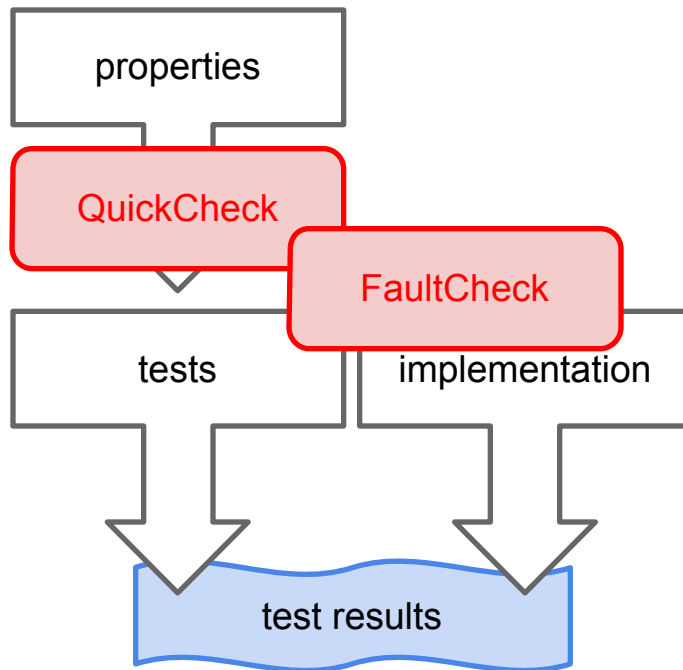 properties
QuickCheck
FaultCheck
tests
implementation
test results